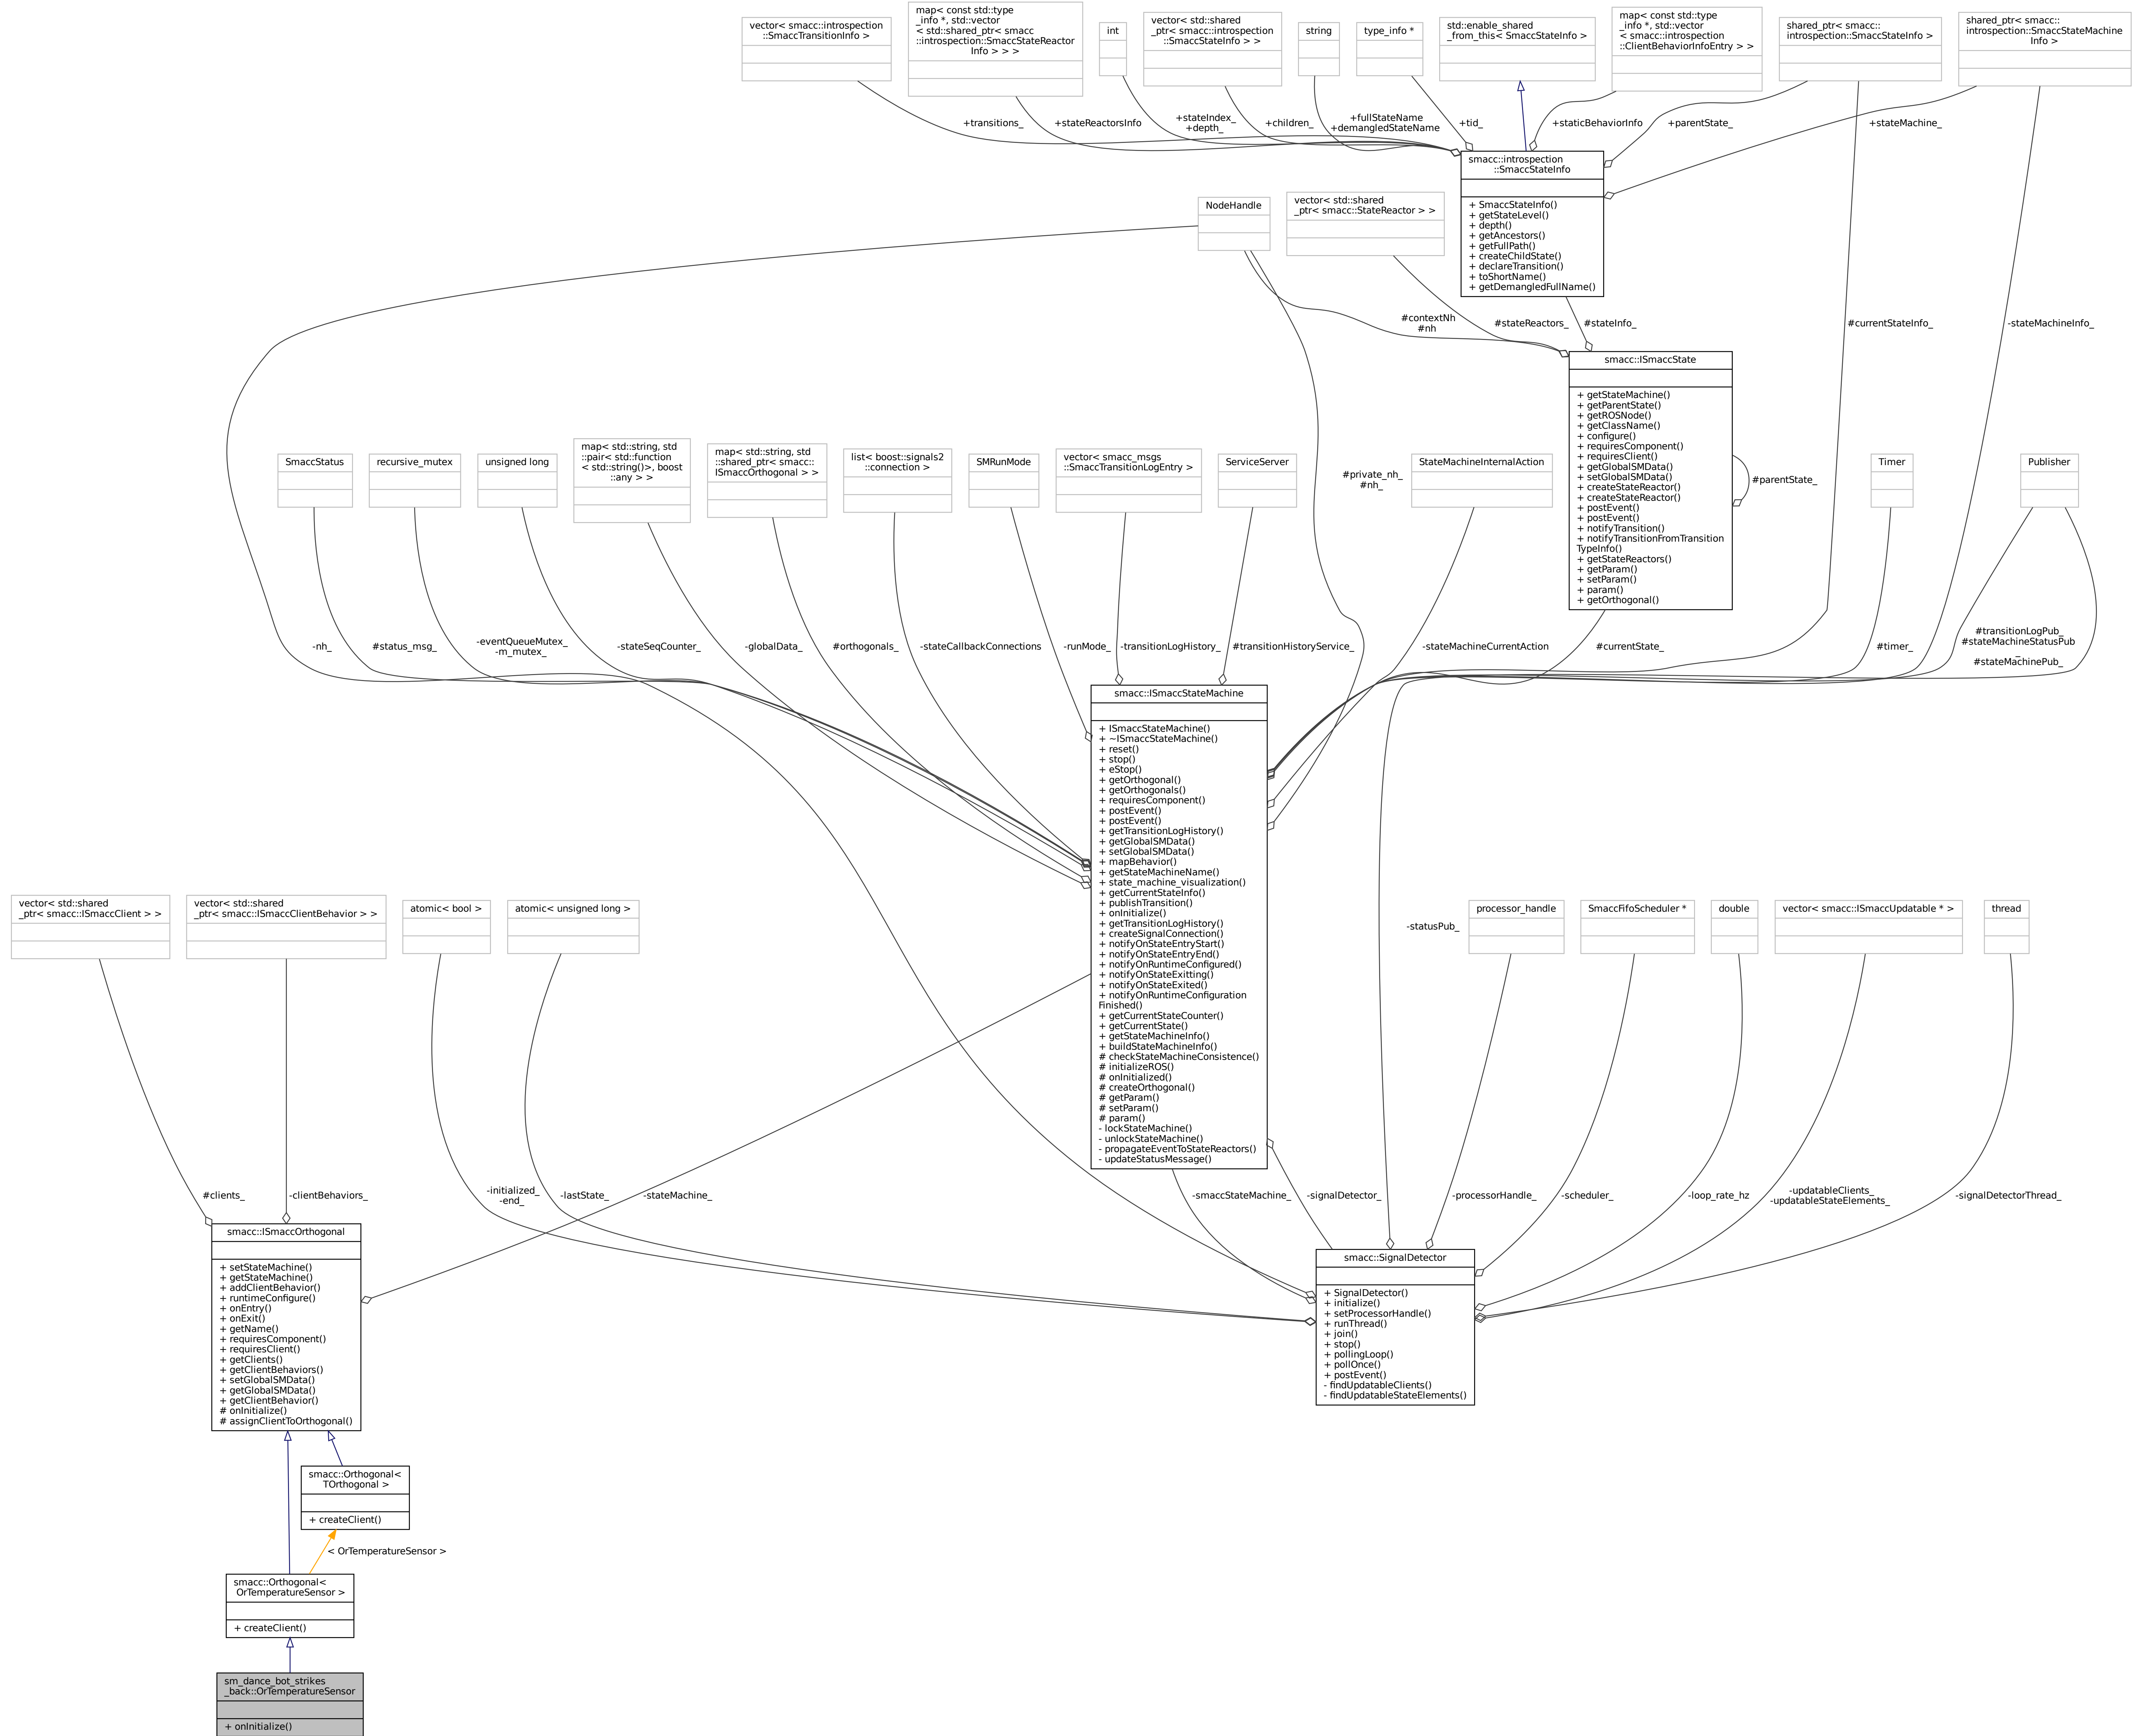 vector< smacc::introspection
::SmaccTransitionInfo >
map< const std::type
_info *, std::vector
< std::shared_ptr< smacc
::introspection::SmaccStateReactor
Info > > >
int
vector< std::shared
_ptr< smacc::introspection
::SmaccStateInfo > >
string
type_info *
std::enable_shared
_from_this< SmaccStateInfo >
map< const std::type
_info *, std::vector
< smacc::introspection
::ClientBehaviorInfoEntry > >
shared_ptr< smacc::
introspection::SmaccStateInfo >
shared_ptr< smacc::
introspection::SmaccStateMachine
Info >
+transitions_
+stateReactorsInfo
+stateIndex_
+depth_
+children_
+fullStateName
+demangledStateName
+tid_
+staticBehaviorInfo
+parentState_
+stateMachine_
smacc::introspection
::SmaccStateInfo
+ SmaccStateInfo()
+ getStateLevel()
+ depth()
+ getAncestors()
+ getFullPath()
+ createChildState()
+ declareTransition()
+ toShortName()
+ getDemangledFullName()
NodeHandle
vector< std::shared
_ptr< smacc::StateReactor > >
#contextNh
#nh
#stateReactors_
#stateInfo_
#currentStateInfo_
-stateMachineInfo_
smacc::ISmaccState
+ getStateMachine()
+ getParentState()
+ getROSNode()
+ getClassName()
+ configure()
+ requiresComponent()
+ requiresClient()
+ getGlobalSMData()
+ setGlobalSMData()
+ createStateReactor()
+ createStateReactor()
+ postEvent()
+ postEvent()
+ notifyTransition()
+ notifyTransitionFromTransition
TypeInfo()
+ getStateReactors()
+ getParam()
+ setParam()
+ param()
+ getOrthogonal()
#parentState_
SmaccStatus
recursive_mutex
unsigned long
map< std::string, std
::pair< std::function
< std::string()>, boost
::any > >
map< std::string, std
::shared_ptr< smacc::
ISmaccOrthogonal > >
list< boost::signals2
::connection >
SMRunMode
vector< smacc_msgs
::SmaccTransitionLogEntry >
ServiceServer
#private_nh_
#nh_
StateMachineInternalAction
Timer
Publisher
-nh_
#status_msg_
-eventQueueMutex_
-m_mutex_
-stateSeqCounter_
-globalData_
#orthogonals_
-stateCallbackConnections
-runMode_
-transitionLogHistory_
#transitionHistoryService_
-stateMachineCurrentAction
#currentState_
#timer_
#transitionLogPub_
#stateMachineStatusPub
_
#stateMachinePub_
smacc::ISmaccStateMachine
+ ISmaccStateMachine()
+ ~ISmaccStateMachine()
+ reset()
+ stop()
+ eStop()
+ getOrthogonal()
+ getOrthogonals()
+ requiresComponent()
+ postEvent()
+ postEvent()
+ getTransitionLogHistory()
+ getGlobalSMData()
+ setGlobalSMData()
+ mapBehavior()
+ getStateMachineName()
+ state_machine_visualization()
+ getCurrentStateInfo()
+ publishTransition()
+ onInitialize()
+ getTransitionLogHistory()
+ createSignalConnection()
+ notifyOnStateEntryStart()
+ notifyOnStateEntryEnd()
+ notifyOnRuntimeConfigured()
+ notifyOnStateExitting()
+ notifyOnStateExited()
+ notifyOnRuntimeConfiguration
Finished()
+ getCurrentStateCounter()
+ getCurrentState()
+ getStateMachineInfo()
+ buildStateMachineInfo()
# checkStateMachineConsistence()
# initializeROS()
# onInitialized()
# createOrthogonal()
# getParam()
# setParam()
# param()
- lockStateMachine()
- unlockStateMachine()
- propagateEventToStateReactors()
- updateStatusMessage()
vector< std::shared
_ptr< smacc::ISmaccClient > >
vector< std::shared
_ptr< smacc::ISmaccClientBehavior > >
atomic< bool >
atomic< unsigned long >
-statusPub_
processor_handle
SmaccFifoScheduler *
double
vector< smacc::ISmaccUpdatable * >
thread
#clients_
-clientBehaviors_
-initialized_
-end_
-lastState_
-stateMachine_
-smaccStateMachine_
-signalDetector_
-processorHandle_
-scheduler_
-loop_rate_hz
-updatableClients_
-updatableStateElements_
-signalDetectorThread_
smacc::ISmaccOrthogonal
+ setStateMachine()
+ getStateMachine()
+ addClientBehavior()
+ runtimeConfigure()
+ onEntry()
+ onExit()
+ getName()
+ requiresComponent()
+ requiresClient()
+ getClients()
+ getClientBehaviors()
+ setGlobalSMData()
+ getGlobalSMData()
+ getClientBehavior()
# onInitialize()
# assignClientToOrthogonal()
smacc::SignalDetector
+ SignalDetector()
+ initialize()
+ setProcessorHandle()
+ runThread()
+ join()
+ stop()
+ pollingLoop()
+ pollOnce()
+ postEvent()
- findUpdatableClients()
- findUpdatableStateElements()
smacc::Orthogonal<
TOrthogonal >
+ createClient()
< OrTemperatureSensor >
smacc::Orthogonal<
OrTemperatureSensor >
+ createClient()
sm_dance_bot_strikes
_back::OrTemperatureSensor
+ onInitialize()